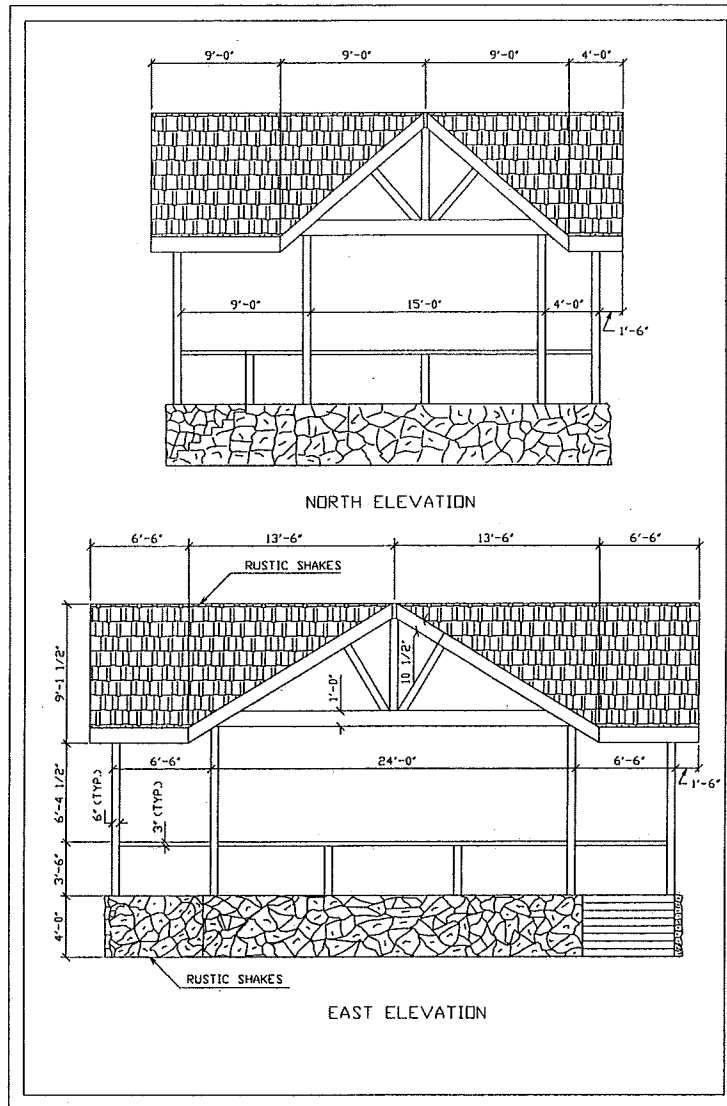 9'-0" 9'-0" 9'-0" 4'-0"
9'-0" 15'-0" 4'-0"
1'-6"
NORTH ELEVATION
6'-6" 13'-6" 13'-6" 6'-6"
RUSTIC SHAKES
9'-1 1/2"
10 1/2"
1'-0"
6'-6" 24'-0" 6'-6"
1'-6"
6'-4 1/2"
6" (TYP.)
3" (TYP.)
3'-6"
4'-0"
RUSTIC SHAKES
EAST ELEVATION